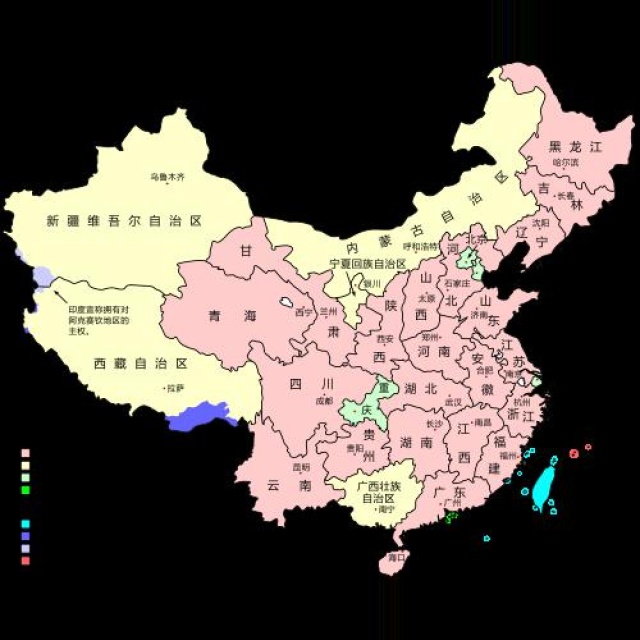 黑龙江
哈尔滨
乌鲁木齐
吉林
长春
新疆维吾尔自治区
内蒙古自治区
沈阳
辽宁
呼和浩特
河北
北京
甘肃
宁夏回族自治区
银川
山西
太原
石家庄
陕西
印度宣称拥有对
阿克赛钦地区的
主权。
青海
西宁
兰州
山东
济南
西安
郑州
河南
江苏
南京
安徽
合肥
西藏自治区
拉萨
四川
成都
重庆
湖北
武汉
杭州
浙江
贵州
贵阳
长沙
湖南
南昌
江西
福建
福州
昆明
云南
广西壮族
自治区
南宁
广东
广州
海口